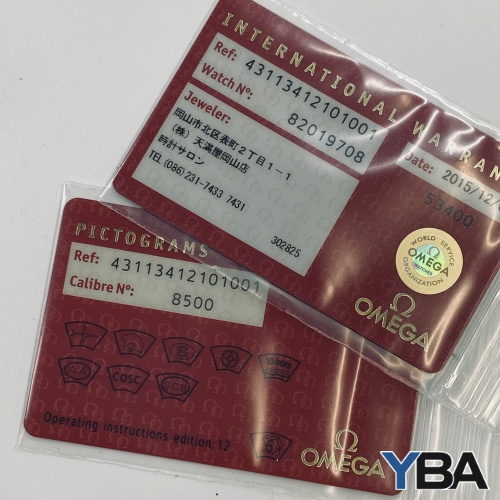 INTERNATIONAL WARRAN
Ref: 43113412101001
Watch Nº: 82019708
Jeweler:
岡山市北区表町2丁目1-1
(株) 天満屋岡山店
時計サロン
TEL (086)231-7433 7431
302825
Date: 2015/12/
53400
WORLD SERVICE
OMEGA
WATCHES
ORGANIZATION
Ω
OMEGA
PICTOGRAMS
Ref: 43113412101001
Calibre Nº: 8500
COSC
Operating instructions edition 12
Ω
OMEGA
YBA